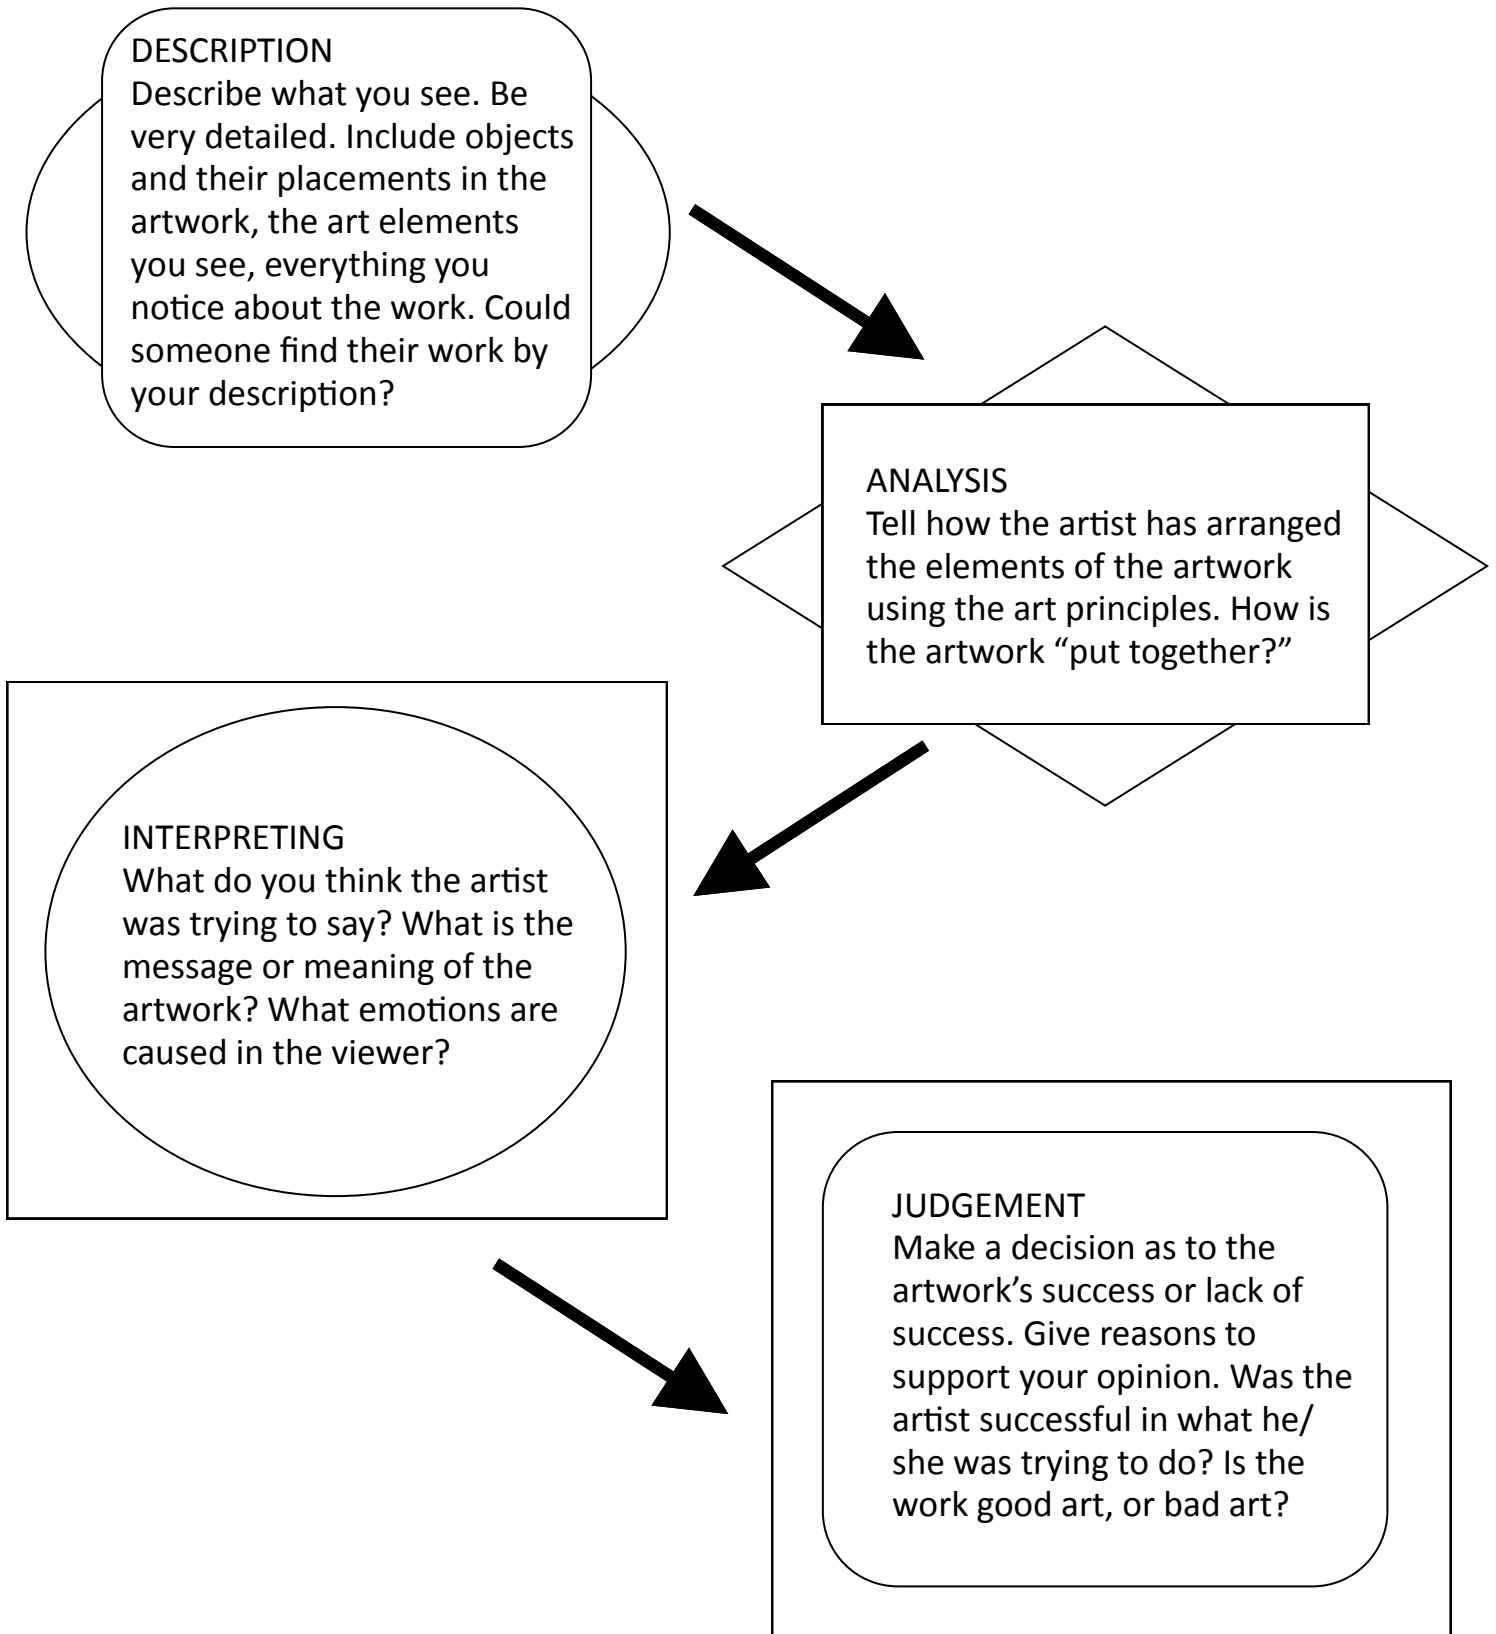 DESCRIPTION
Describe what you see. Be
very detailed. Include objects
and their placements in the
artwork, the art elements
you see, everything you
notice about the work. Could
someone find their work by
your description?
ANALYSIS
Tell how the artist has arranged
the elements of the artwork
using the art principles. How is
the artwork “put together?”
INTERPRETING
What do you think the artist
was trying to say? What is the
message or meaning of the
artwork? What emotions are
caused in the viewer?
JUDGEMENT
Make a decision as to the
artwork’s success or lack of
success. Give reasons to
support your opinion. Was the
artist successful in what he/
she was trying to do? Is the
work good art, or bad art?